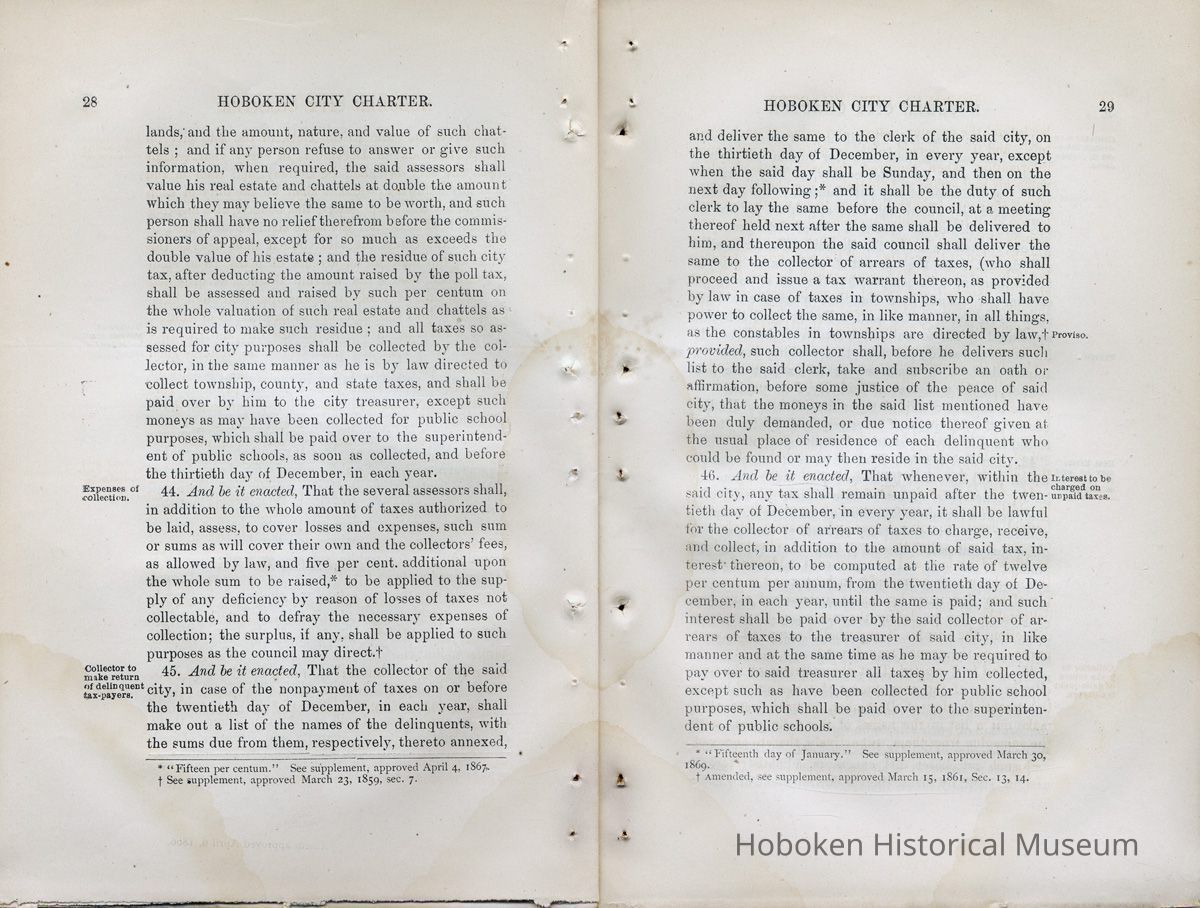 28
HOBOKEN CITY CHARTER.
lands, and the amount, nature, and value of such chat-
tels ; and if any person refuse to answer or give such
information, when required, the said assessors shall
value his real estate and chattels at double the amount
which they may believe the same to be worth, and such
person shall have no relief therefrom before the commis-
sioners of appeal, except for so much as exceeds the
double value of his estate ; and the residue of such city
tax, after deducting the amount raised by the poll tax,
shall be assessed and raised by such per centum on
the whole valuation of such real estate and chattels as
is required to make such residue ; and all taxes so as-
sessed for city purposes shall be collected by the col-
lector, in the same manner as he is by law directed to
collect township, county, and state taxes, and shall be
paid over by him to the city treasurer, except such
moneys as may have been collected for public school
purposes, which shall be paid over to the superintend-
ent of public schools, as soon as collected, and before
the thirtieth day of December, in each year.
Expenses of
collection.
44. And be it enacted, That the several assessors shall,
in addition to the whole amount of taxes authorized to
be laid, assess, to cover losses and expenses, such sum
or sums as will cover their own and the collectors' fees,
as allowed by law, and five per cent. additional upon
the whole sum to be raised,* to be applied to the sup-
ply of any deficiency by reason of losses of taxes not
collectable, and to defray the necessary expenses of
collection; the surplus, if any, shall be applied to such
purposes as the council may direct.†
Collector to
make return
of delinquent
tax-payers.
45. And be it enacted, That the collector of the said
city, in case of the nonpayment of taxes on or before
the twentieth day of December, in each year, shall
make out a list of the names of the delinquents, with
the sums due from them, respectively, thereto annexed,
* "Fifteen per centum." See supplement, approved April 4, 1867.
† See supplement, approved March 23, 1859, sec. 7.
HOBOKEN CITY CHARTER.
29
and deliver the same to the clerk of the said city, on
the thirtieth day of December, in every year, except
when the said day shall be Sunday, and then on the
next day following ;* and it shall be the duty of such
clerk to lay the same before the council, at a meeting
thereof held next after the same shall be delivered to
him, and thereupon the said council shall deliver the
same to the collector of arrears of taxes, (who shall
proceed and issue a tax warrant thereon, as provided
by law in case of taxes in townships, who shall have
power to collect the same, in like manner, in all things,
as the constables in townships are directed by law,†
Proviso.
provided, such collector shall, before he delivers such
list to the said clerk, take and subscribe an oath or
affirmation, before some justice of the peace of said
city, that the moneys in the said list mentioned have
been duly demanded, or due notice thereof given at
the usual place of residence of each delinquent who
could be found or may then reside in the said city.
46. And be it enacted, That whenever, within the
said city, any tax shall remain unpaid after the twen-
Interest to be
charged on
unpaid taxes.
tieth day of December, in every year, it shall be lawful
for the collector of arrears of taxes to charge, receive,
and collect, in addition to the amount of said tax, in-
terest thereon, to be computed at the rate of twelve
per centum per annum, from the twentieth day of De-
cember, in each year, until the same is paid; and such
interest shall be paid over by the said collector of ar-
rears of taxes to the treasurer of said city, in like
manner and at the same time as he may be required to
pay over to said treasurer all taxes by him collected,
except such as have been collected for public school
purposes, which shall be paid over to the superinten-
dent of public schools.
* "Fifteenth day of January." See supplement, approved March 30,
1869.
† Amended, see supplement, approved March 15, 1861, Sec. 13, 14.
Hoboken Historical Museum